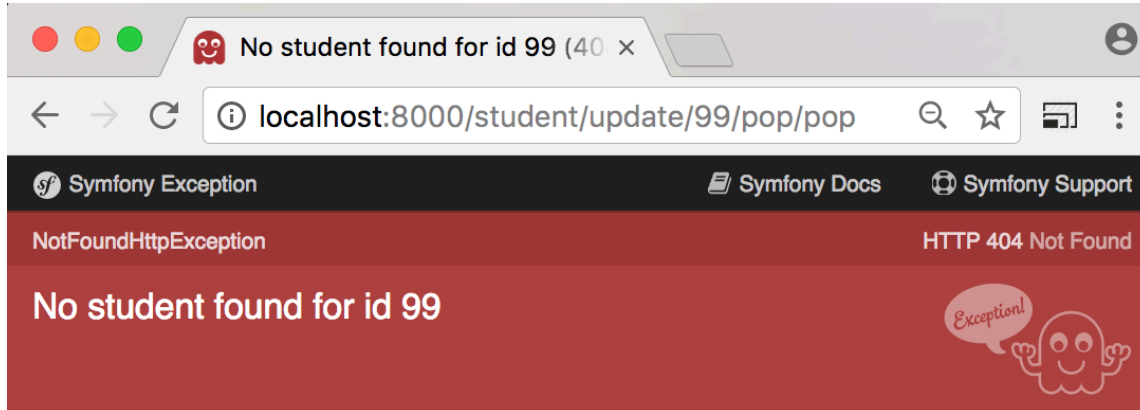 No student found for id 99 (40
localhost:8000/student/update/99/pop/pop
sf Symfony Exception Symfony Docs Symfony Support
NotFoundHttpException HTTP 404 Not Found
No student found for id 99
Exception!